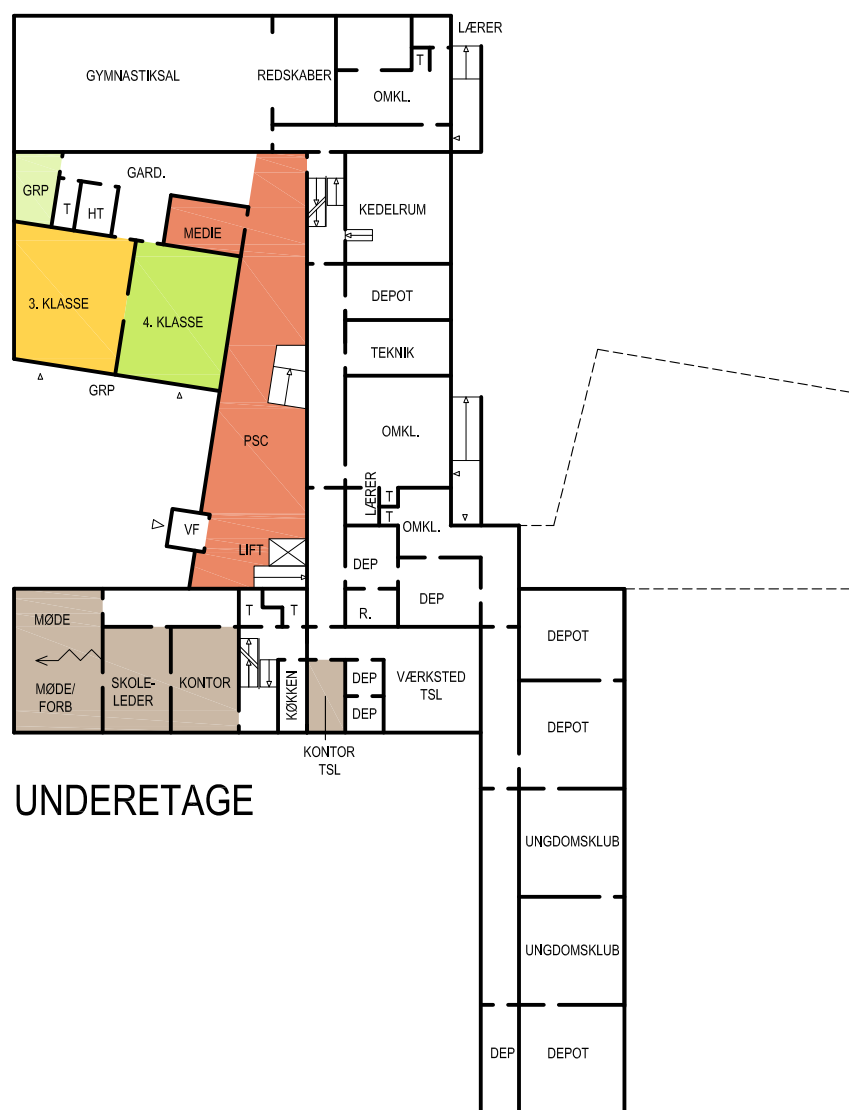 LÆRER
GYMNASTIKSAL
REDSKABER
T
OMKL.
GARD.
GRP
T
HT
MEDIE
KEDELRUM
3. KLASSE
4. KLASSE
DEPOT
TEKNIK
GRP
PSC
OMKL.
LÆRER
T
T
VF
OMKL.
LIFT
DEP
DEP
MØDE
T
T
R.
DEPOT
MØDE/
FORB
SKOLE-
LEDER
KONTOR
KØKKEN
DEP
DEP
VÆRKSTED
TSL
DEPOT
KONTOR
TSL
UNDERETAGE
UNGDOMSKLUB
UNGDOMSKLUB
DEP
DEPOT